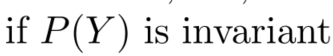 if P(Y) is invariant